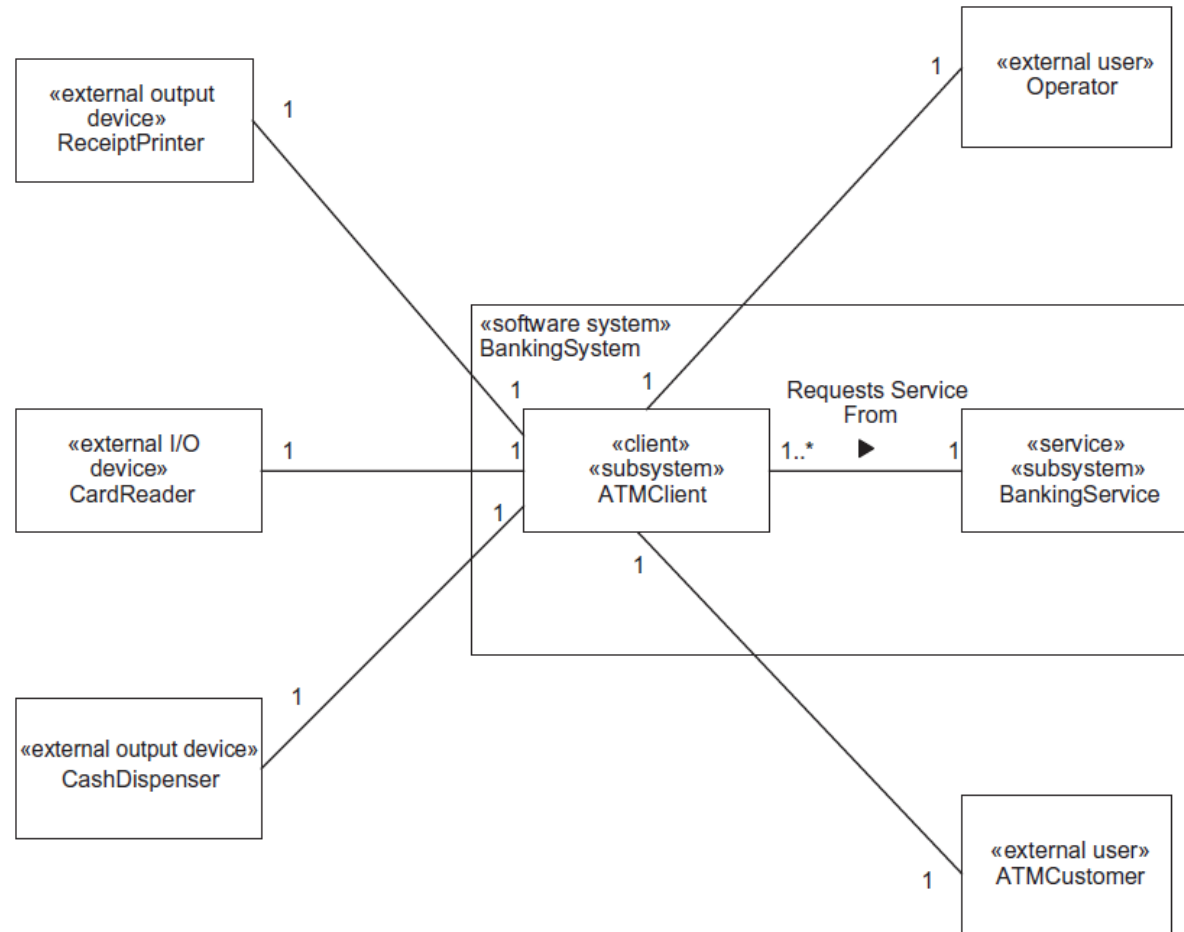 «external output
device»
ReceiptPrinter
1
1
«external user»
Operator
«software system»
BankingSystem
1
1
Requests Service
From
«external I/O
device»
CardReader
1
1
«client»
«subsystem»
ATMClient
1..*
1
«service»
«subsystem»
BankingService
1
1
1
«external output device»
CashDispenser
1
«external user»
ATMCustomer